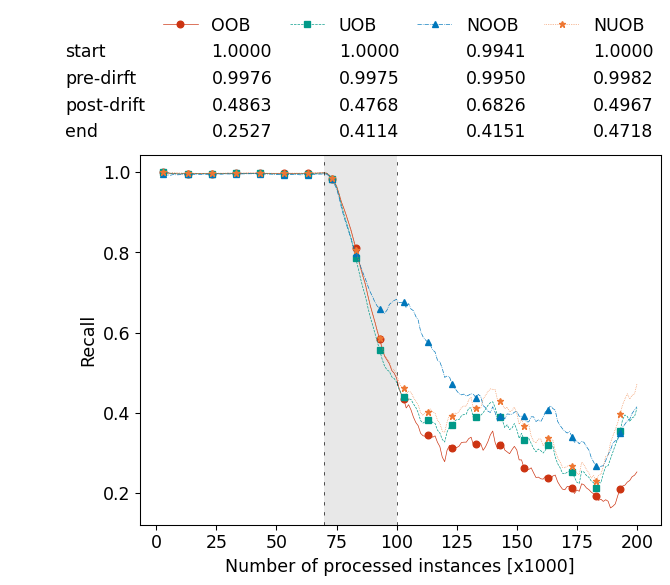 OOB UOB NOOB NUOB
start 1.0000 1.0000 0.9941 1.0000
pre-dirft 0.9976 0.9975 0.9950 0.9982
post-drift 0.4863 0.4768 0.6826 0.4967
end 0.2527 0.4114 0.4151 0.4718
1.0
0.8
0.6
0.4
0.2
Recall
0 25 50 75 100 125 150 175 200
Number of processed instances [x1000]